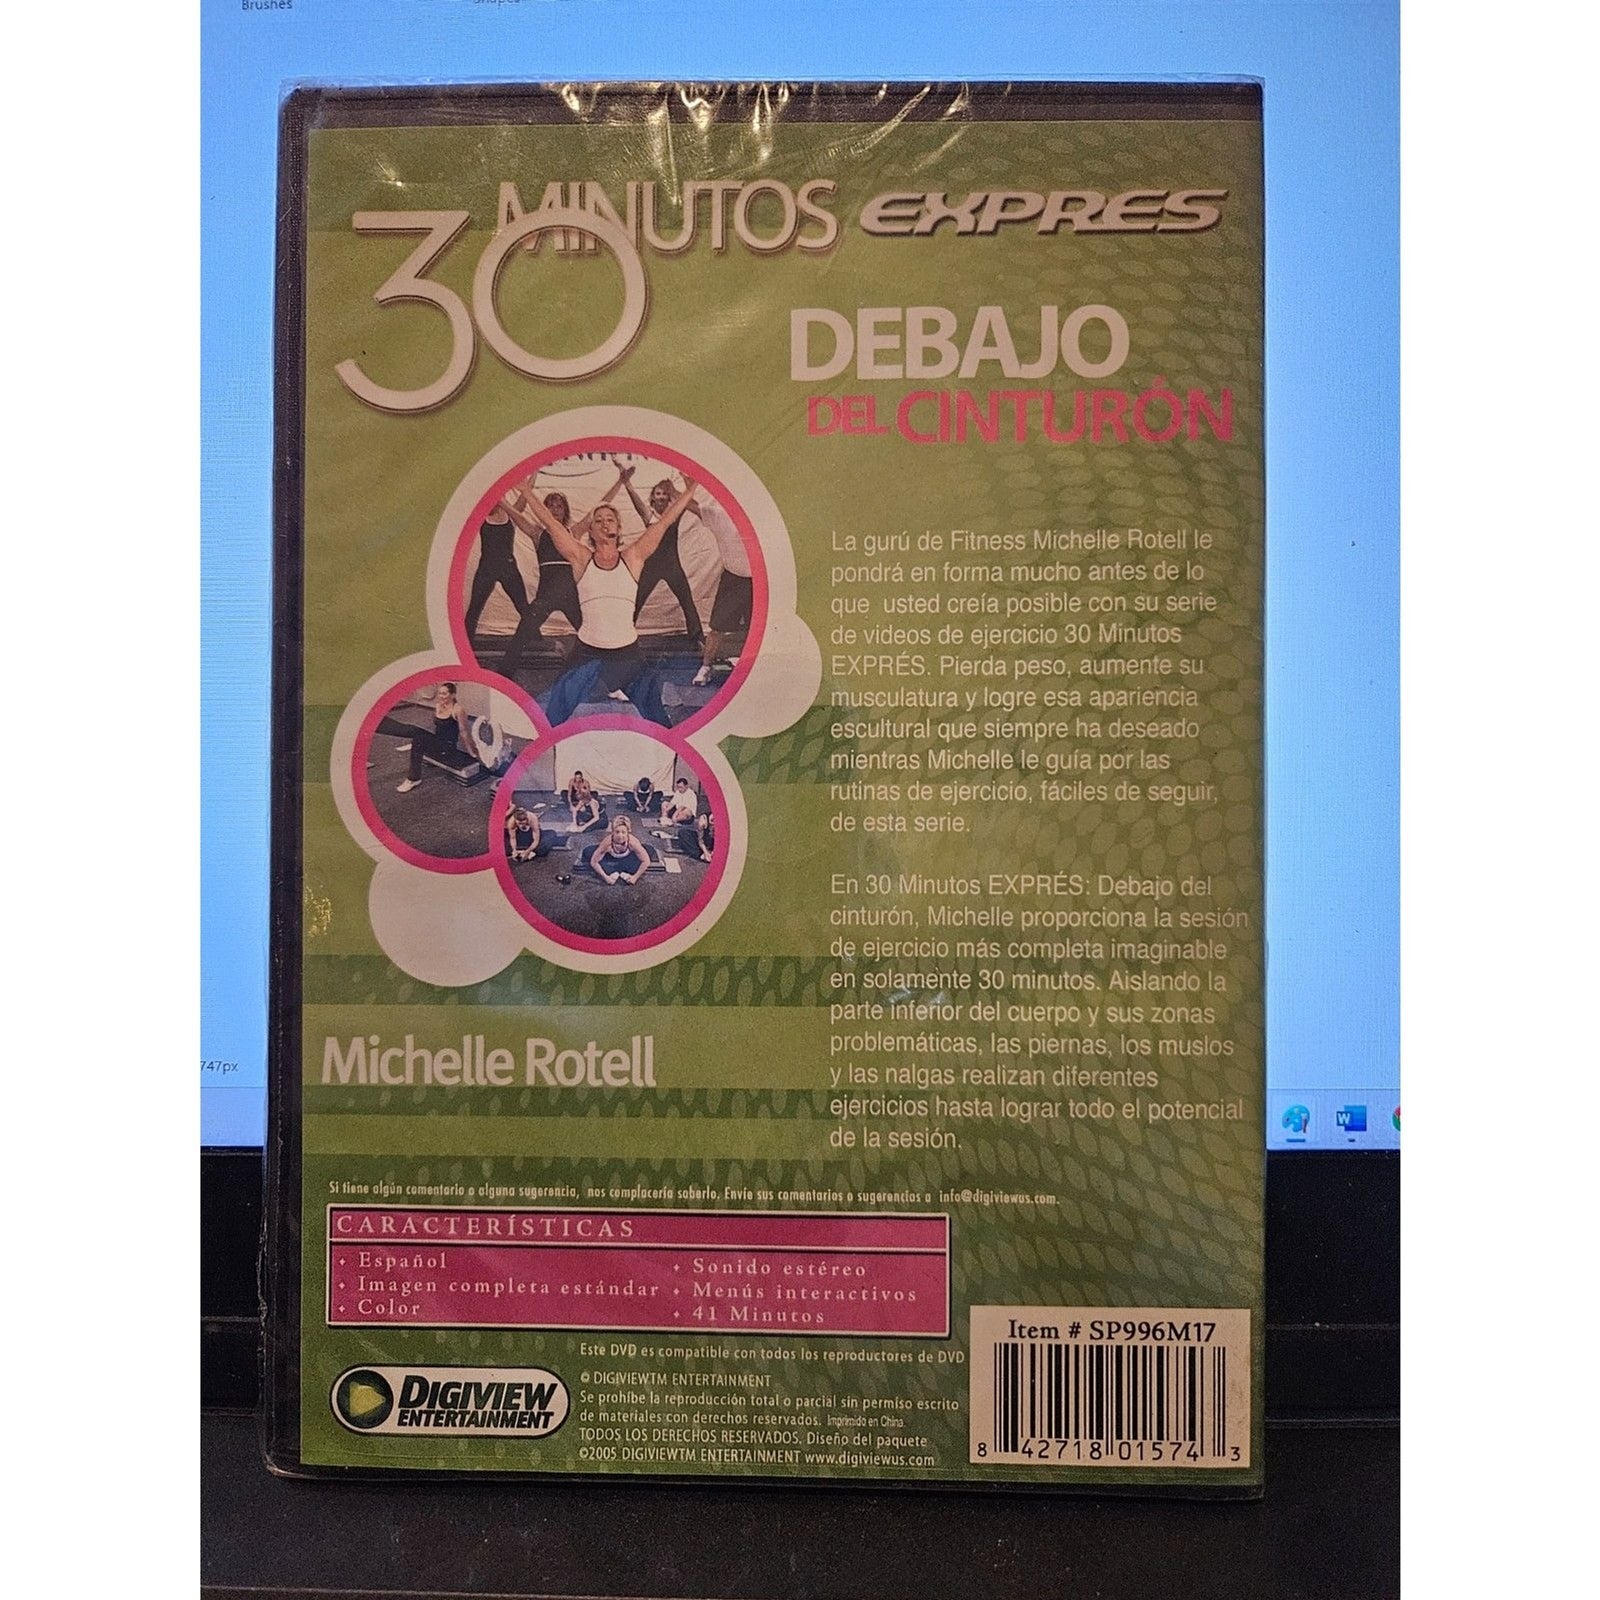 Brushes
Shapes
30 MINUTOS EXPRES
DEBAJO
DEL CINTURÓN
La gurú de Fitness Michelle Rotell le
pondrá en forma mucho antes de lo
que usted creía posible con su serie
de videos de ejercicio 30 Minutos
EXPRÉS. Pierda peso, aumente su
musculatura y logre esa apariencia
escultural que siempre ha deseado
mientras Michelle le guía por las
rutinas de ejercicio, fáciles de seguir,
de esta serie.
En 30 Minutos EXPRÉS: Debajo del
cinturón, Michelle proporciona la sesión
de ejercicio más completa imaginable
en solamente 30 minutos. Aislando la
parte inferior del cuerpo y sus zonas
problemáticas, las piernas, los muslos
y las nalgas realizan diferentes
ejercicios hasta lograr todo el potencial
de la sesión.
Michelle Rotell
747px
W
Si tiene algún comentario o alguna sugerencia, nos complacería saberlo. Envíe sus comentarios o sugerencias a info@digiviewus.com.
CARACTERÍSTICAS
• Español
• Imagen completa estándar
• Color
• Sonido estéreo
• Menús interactivos
• 41 Minutos
Este DVD es compatible con todos los reproductores de DVD
© DIGIVIEWTM ENTERTAINMENT
Se prohíbe la reproducción total o parcial sin permiso escrito
de materiales con derechos reservados. Imprimido en China.
TODOS LOS DERECHOS RESERVADOS. Diseño del paquete
©2005 DIGIVIEWTM ENTERTAINMENT www.digiviewus.com
DIGIVIEW
ENTERTAINMENT
Item # SP996M17
8 42718 01574 3